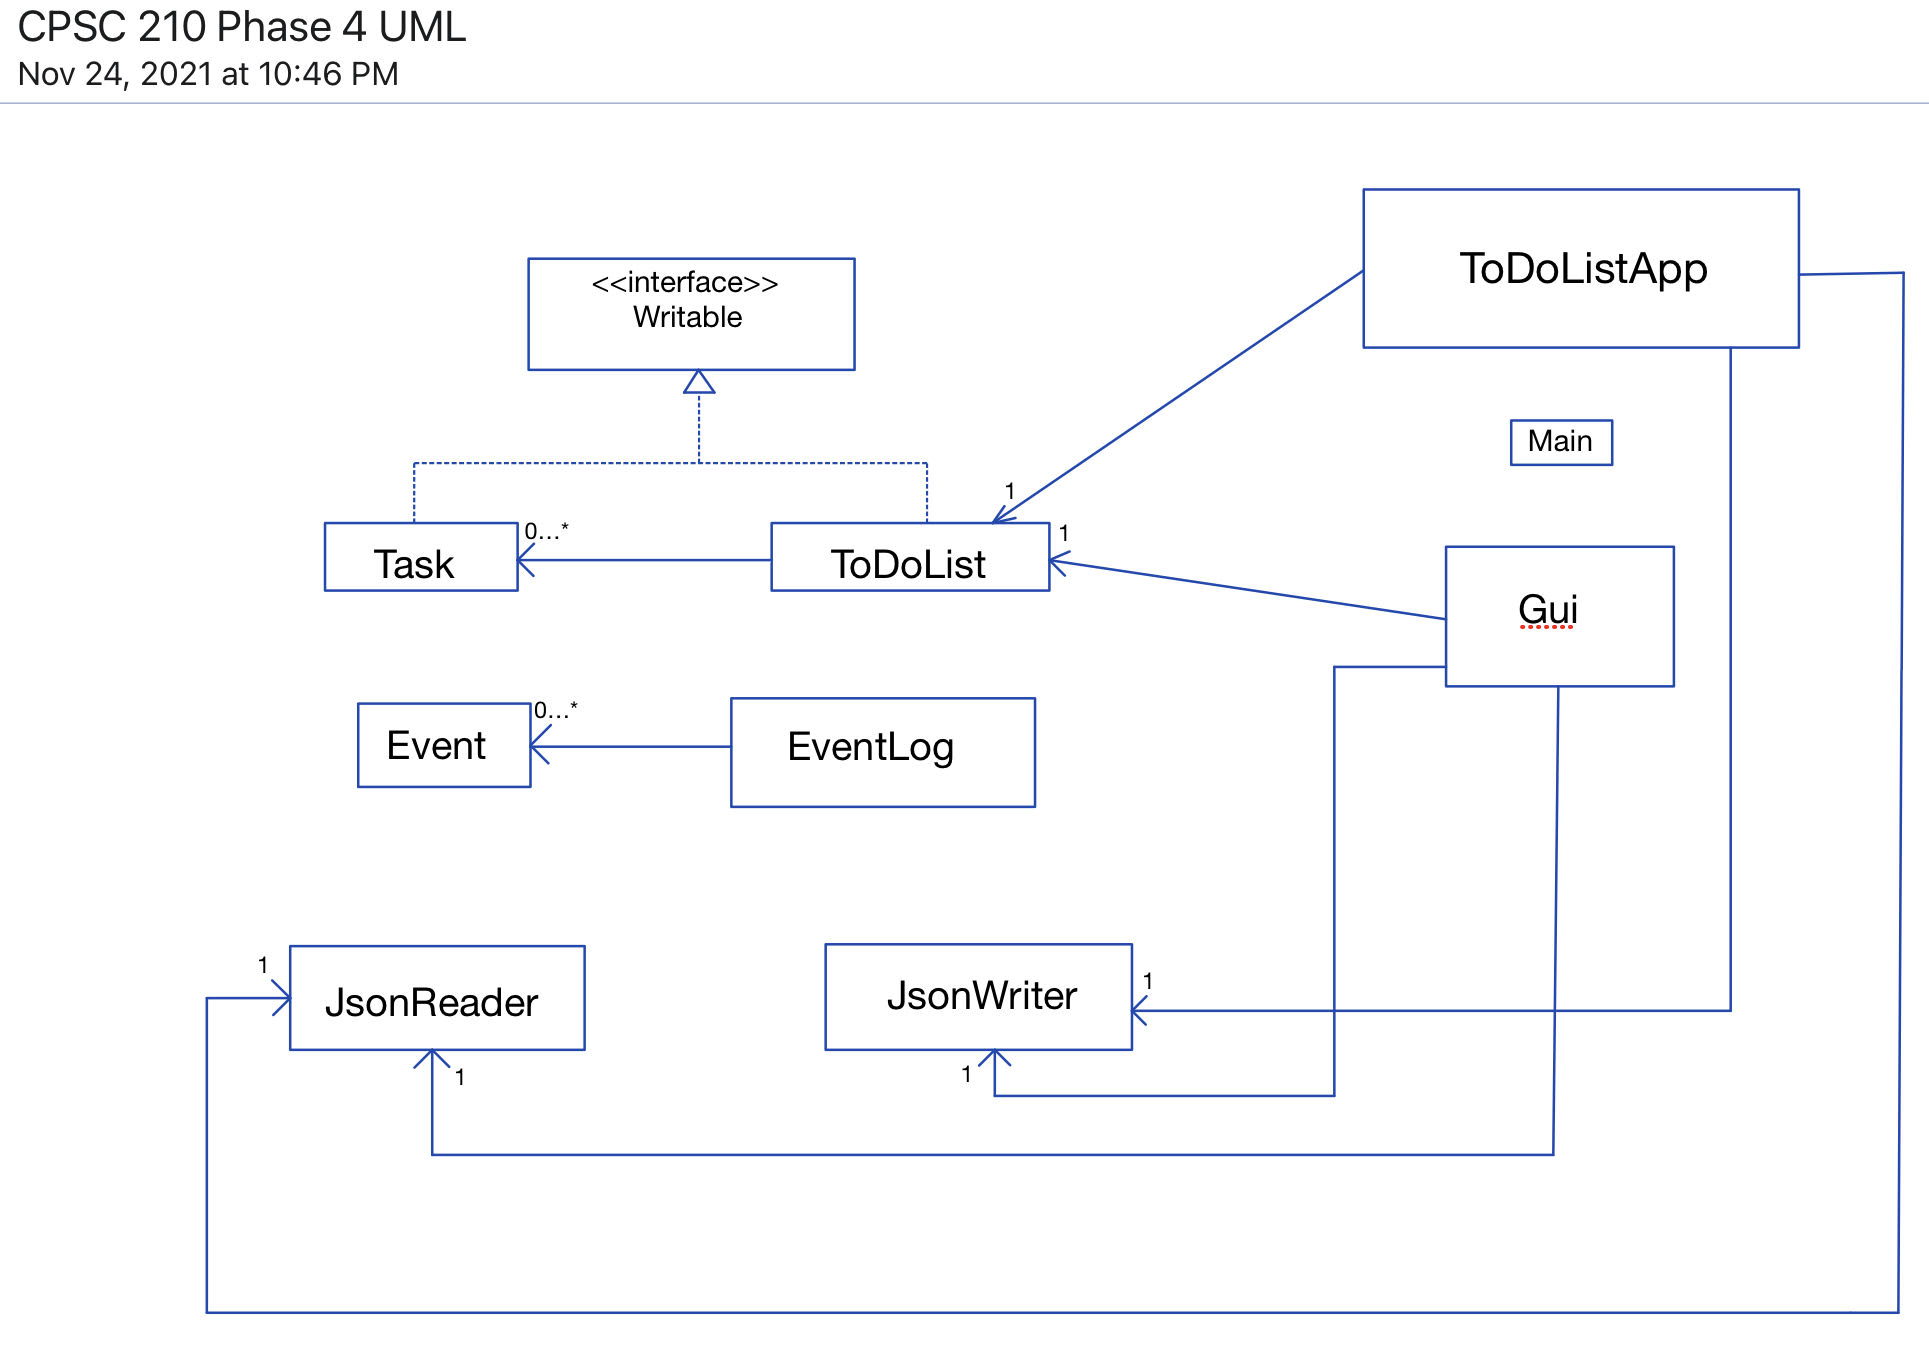 CPSC 210 Phase 4 UML
Nov 24, 2021 at 10:46 PM
ToDoListApp
<<interface>>
Writable
Main
1
0...*
1
Task
ToDoList
Gui
0...*
Event
EventLog
1
1
JsonReader
JsonWriter
1
1